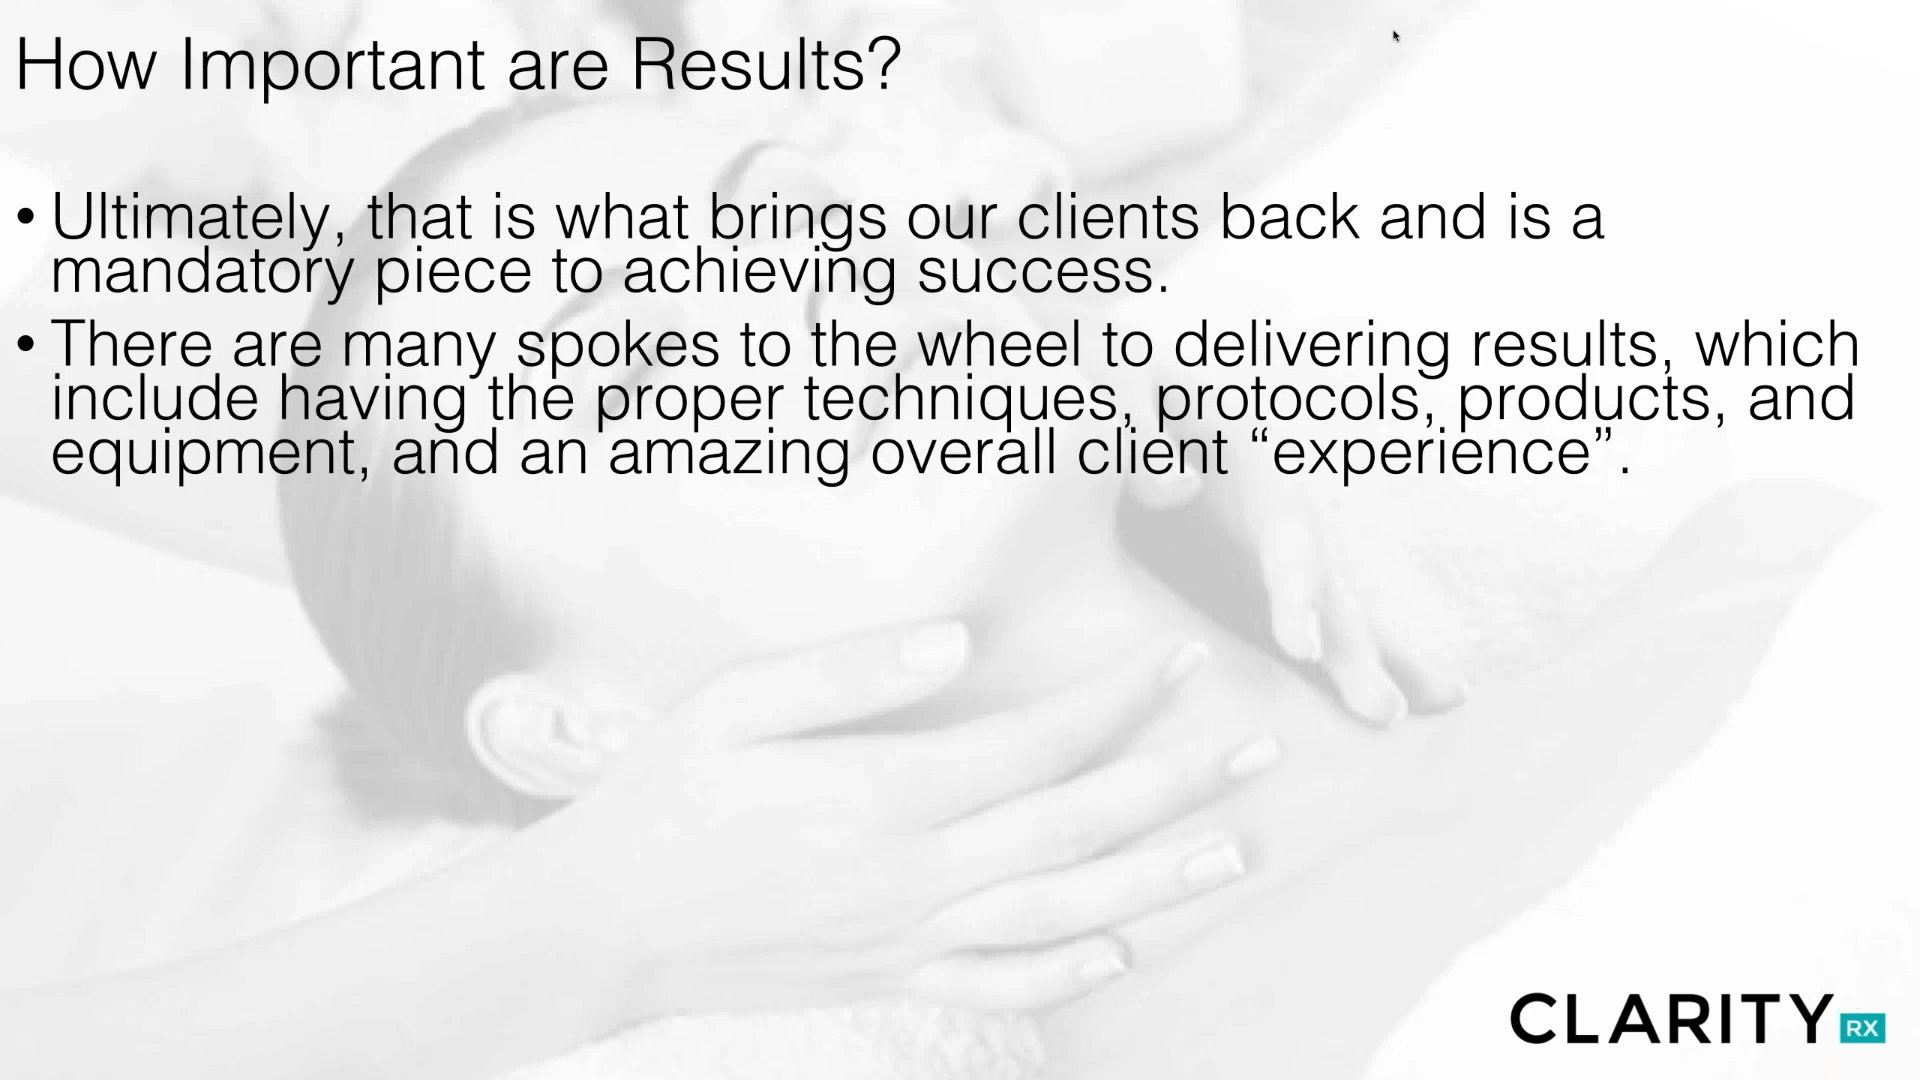 How Important are Results?
• Ultimately, that is what brings our clients back and is a
mandatory piece to achieving success.
• There are many spokes to the wheel to delivering results, which
include having the proper techniques, protocols, products, and
equipment, and an amazing overall client “experience”.
CLARITY RX